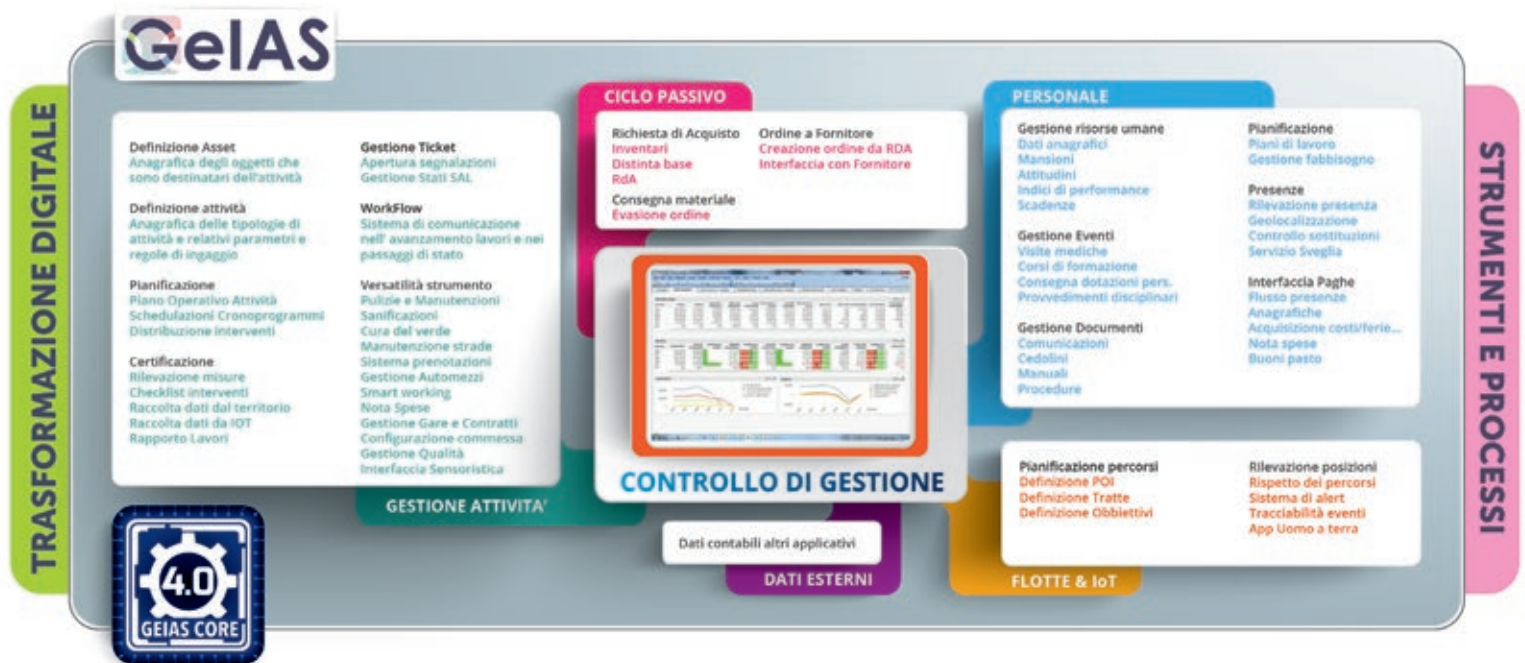 GeIAS
TRASFORMAZIONE DIGITALE
Definizione Asset
Anagrafica degli oggetti che
sono destinatari dell'attività
Definizione attività
Anagrafica delle tipologie di
attività e relativi parametri e
regole di ingaggio
Pianificazione
Piano Operativo Attività
Schedulazioni Cronoprogrammi
Distribuzione interventi
Certificazione
Rilevazione misure
Checklist interventi
Raccolta dati dal territorio
Raccolta dati da IOT
Rapporto Lavori
Gestione Ticket
Apertura segnalazioni
Gestione Stati SAL
WorkFlow
Sistema di comunicazione
nell' avanzamento lavori e nei
passaggi di stato
Versatilità strumento
Pulizie e Manutenzioni
Sanificazioni
Cura del verde
Manutenzione strade
Sistema prenotazioni
Gestione Automezzi
Smart working
Nota Spese
Gestione Gare e Contratti
Configurazione commessa
Gestione Qualità
Interfaccia Sensoristica
GESTIONE ATTIVITA'
4.0
GEIAS CORE
CICLO PASSIVO
Richiesta di Acquisto
Inventari
Distinta base
RdA
Consegna materiale
Evasione ordine
Ordine a Fornitore
Creazione ordine da RDA
Interfaccia con Fornitore
CONTROLLO DI GESTIONE
Dati contabili altri applicativi
DATI ESTERNI
PERSONALE
Gestione risorse umane
Dati anagrafici
Mansioni
Attitudini
Indici di performance
Scadenze
Gestione Eventi
Visite mediche
Corsi di formazione
Consegna dotazioni pers.
Provvedimenti disciplinari
Gestione Documenti
Comunicazioni
Cedolini
Manuali
Procedure
Pianificazione
Piani di lavoro
Gestione fabbisogno
Presenze
Rilevazione presenza
Geolocalizzazione
Controllo sostituzioni
Servizio Sveglia
Interfaccia Paghe
Flusso presenze
Anagrafiche
Acquisizione costi/ferie...
Nota spese
Buoni pasto
Pianificazione percorsi
Definizione POI
Definizione Tratte
Definizione Obbiettivi
Rilevazione posizioni
Rispetto dei percorsi
Sistema di alert
Tracciabilità eventi
App Uomo a terra
FLOTTE & IoT
STRUMENTI E PROCESSI